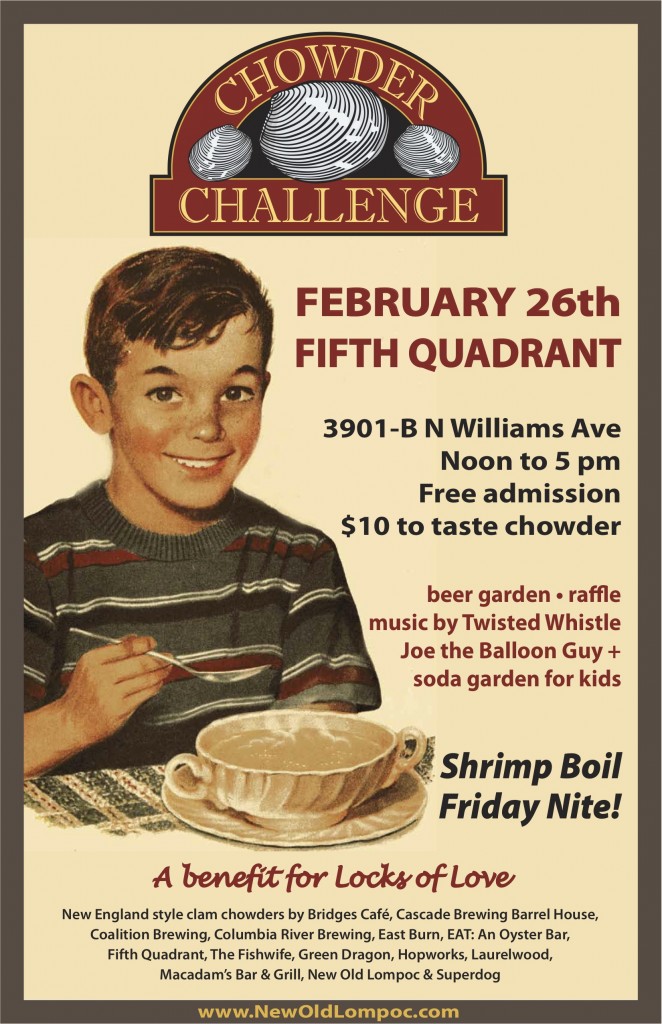 CHOWDER
CHALLENGE
FEBRUARY 26th
FIFTH QUADRANT
3901-B N Williams Ave
Noon to 5 pm
Free admission
$10 to taste chowder
beer garden • raffle
music by Twisted Whistle
Joe the Balloon Guy +
soda garden for kids
Shrimp Boil
Friday Nite!
A benefit for Locks of Love
New England style clam chowders by Bridges Café, Cascade Brewing Barrel House,
Coalition Brewing, Columbia River Brewing, East Burn, EAT: An Oyster Bar,
Fifth Quadrant, The Fishwife, Green Dragon, Hopworks, Laurelwood,
Macadam's Bar & Grill, New Old Lompoc & Superdog
www.NewOldLompoc.com